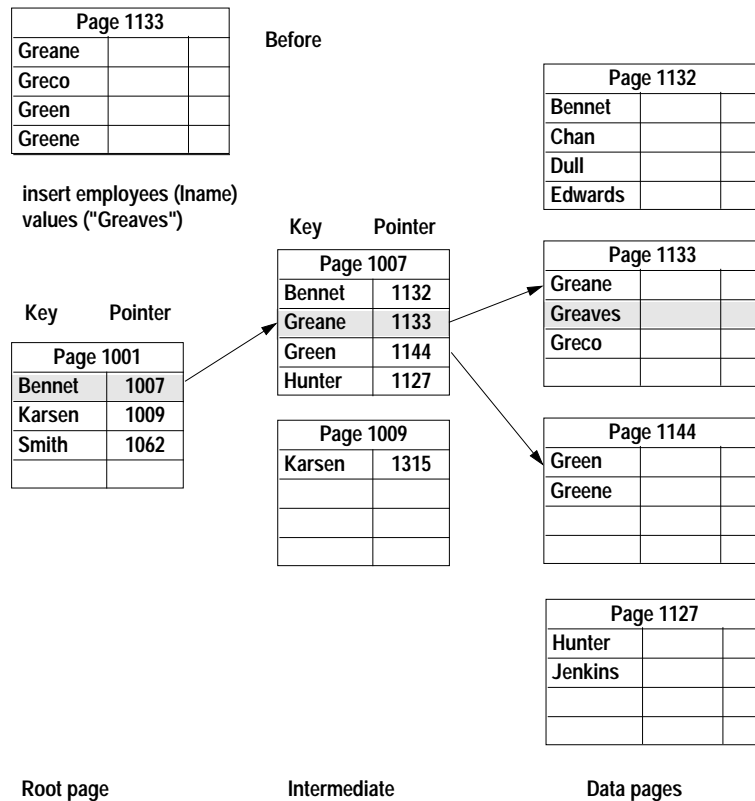 Page 1133
Greane
Greco
Green
Greene
Before
insert employees (lname)
values ("Greaves")
Key Pointer
Page 1001
Bennet 1007
Karsen 1009
Smith 1062
Key Pointer
Page 1007
Bennet 1132
Greane 1133
Green 1144
Hunter 1127
Page 1009
Karsen 1315
Page 1132
Bennet
Chan
Dull
Edwards
Page 1133
Greane
Greaves
Greco
Page 1144
Green
Greene
Page 1127
Hunter
Jenkins
Root page
Intermediate
Data pages